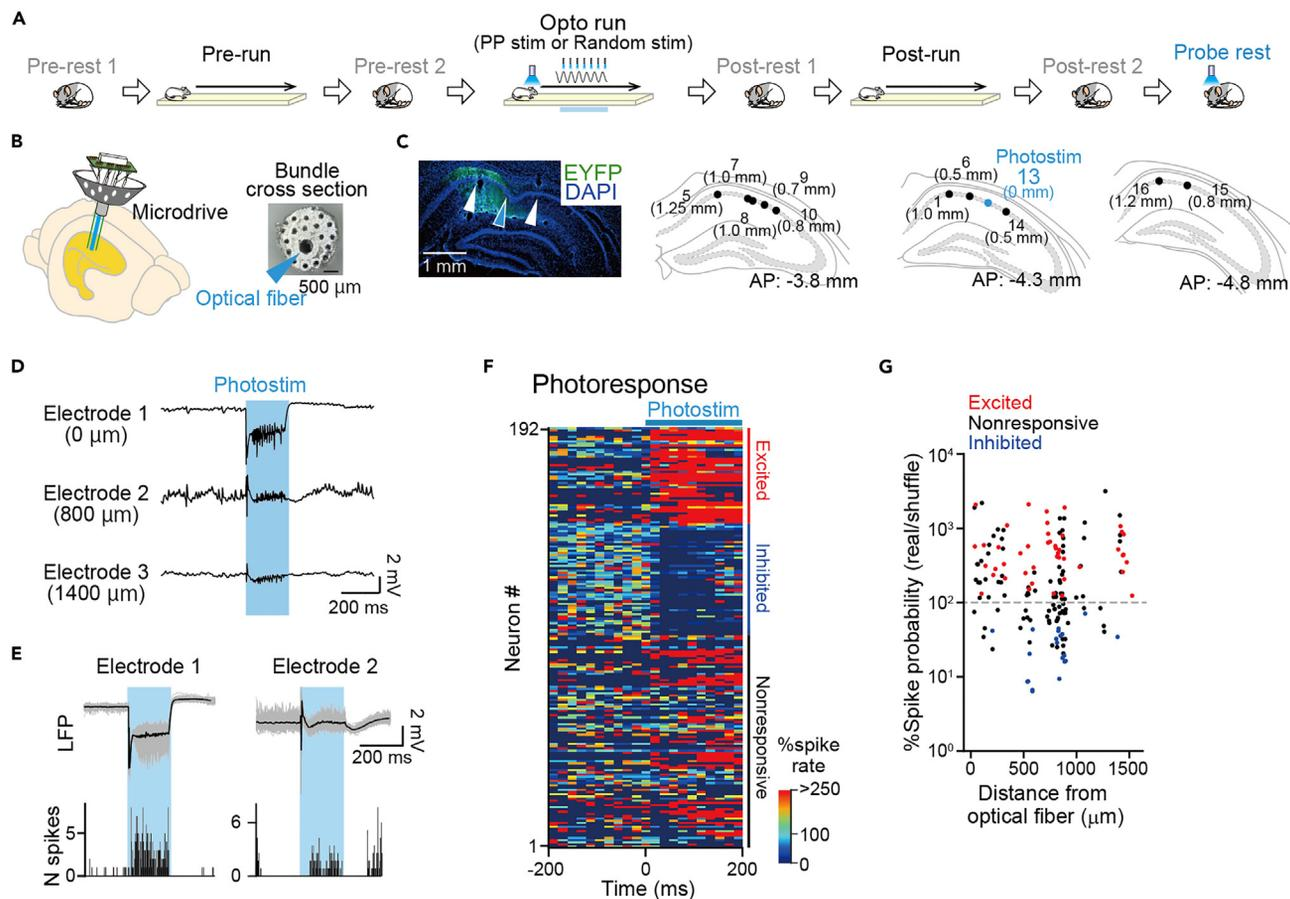 A
Opto run
(PP stim or Random stim)
Pre-rest 1
Pre-run
Pre-rest 2
Post-rest 1
Post-run
Post-rest 2
Probe rest
B
Microdrive
Bundle
cross section
Optical fiber
500 μm
C
EYFP
DAPI
1 mm
7
(1.0 mm)
9
(0.7 mm)
5
(1.25 mm)
8
(1.0 mm)
10
(0.8 mm)
AP: -3.8 mm
6
(0.5 mm)
Photostim
13
(0 mm)
1
(1.0 mm)
14
(0.5 mm)
AP: -4.3 mm
16
(1.2 mm)
15
(0.8 mm)
AP: -4.8 mm
D
Photostim
Electrode 1
(0 μm)
Electrode 2
(800 μm)
Electrode 3
(1400 μm)
2 mV
200 ms
E
Electrode 1
Electrode 2
LFP
2 mV
200 ms
N spikes
5
0
6
0
F
Photoresponse
Photostim
192
1
Neuron #
Excited
Inhibited
Nonresponsive
-200
0
200
Time (ms)
%spike
rate
>250
100
0
G
Excited
Nonresponsive
Inhibited
%Spike probability (real/shuffle)
10⁴
10³
10²
10¹
10⁰
0
500
1000
1500
Distance from
optical fiber (μm)